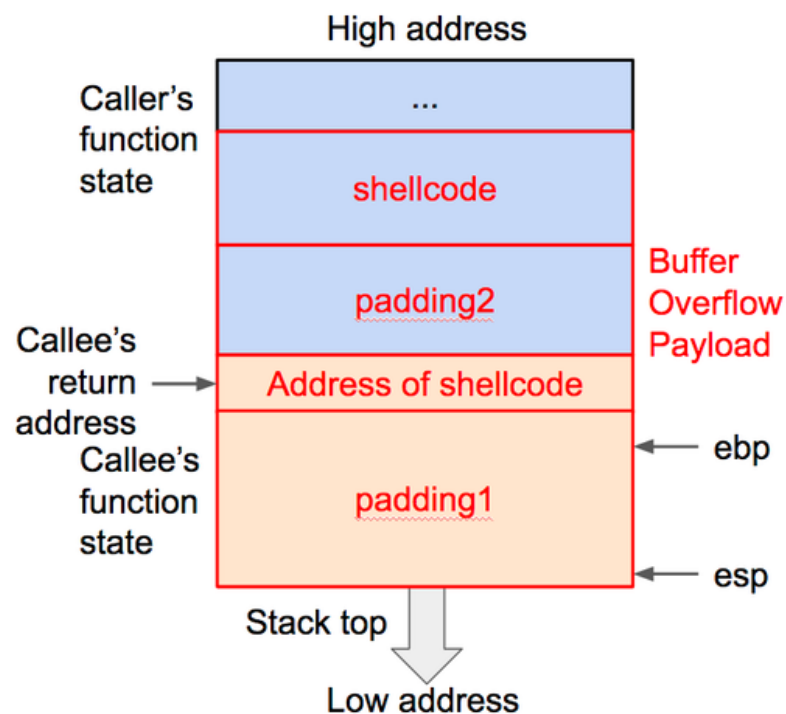 High address
Caller’s
function
state
...
shellcode
padding2
Buffer
Overflow
Payload
Callee’s
return
address
Address of shellcode
Callee’s
function
state
padding1
ebp
esp
Stack top
Low address